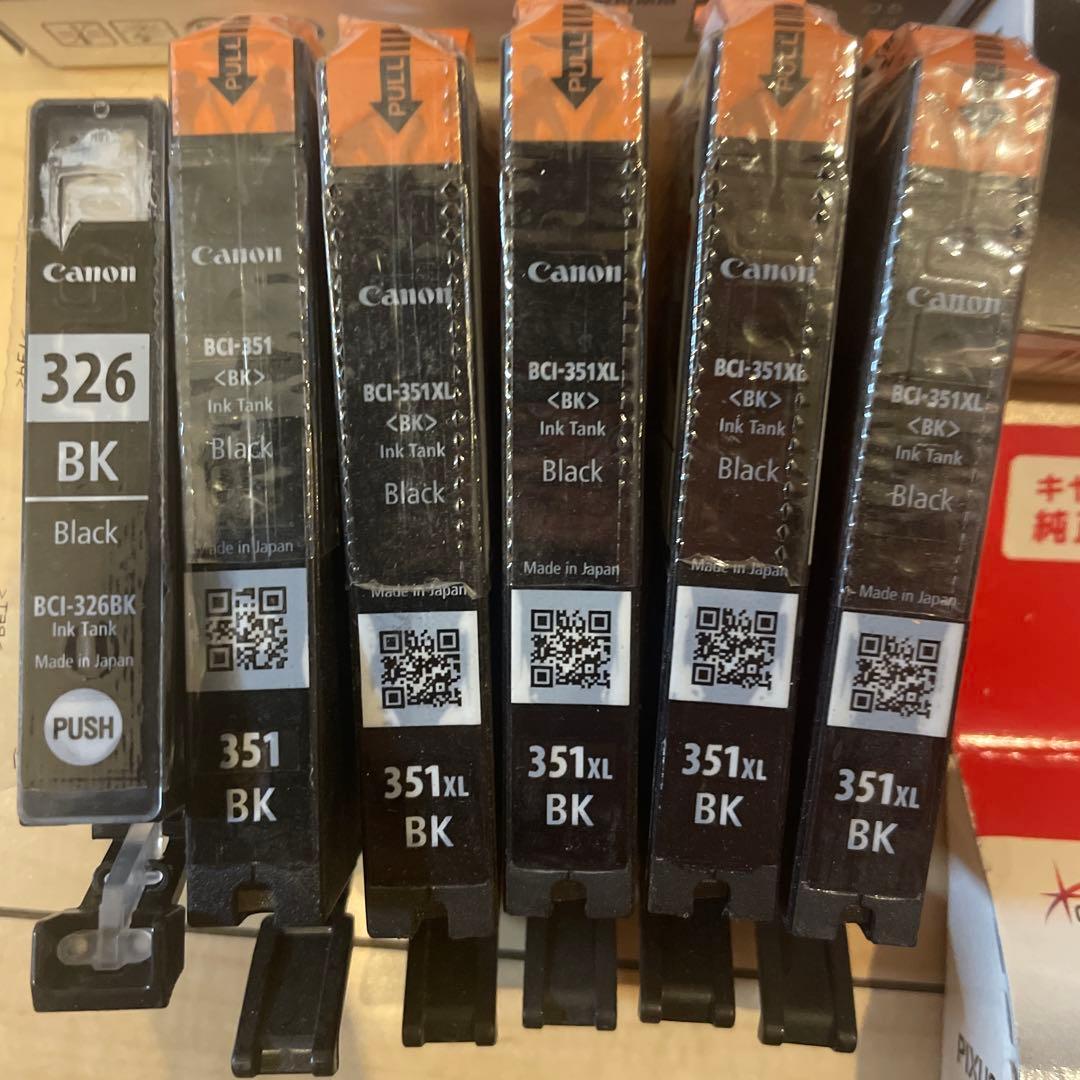 Canon
326
BK
Black
BCI-326BK
Ink Tank
Made in Japan
PUSH
PULL
Canon
BCI-351
<BK>
Ink Tank
Black
Made in Japan
351
BK
PULL
Canon
BCI-351XL
<BK>
Ink Tank
Black
Made in Japan
351XL
BK
PULL
Canon
BCI-351XL
<BK>
Ink Tank
Black
Made in Japan
351XL
BK
PULL
Canon
BCI-351XL
<BK>
Ink Tank
Black
Made in Japan
351XL
BK
Canon
BCI-351XL
<BK>
Ink Tank
Black
Made in Japan
351XL
BK
キヤ
純